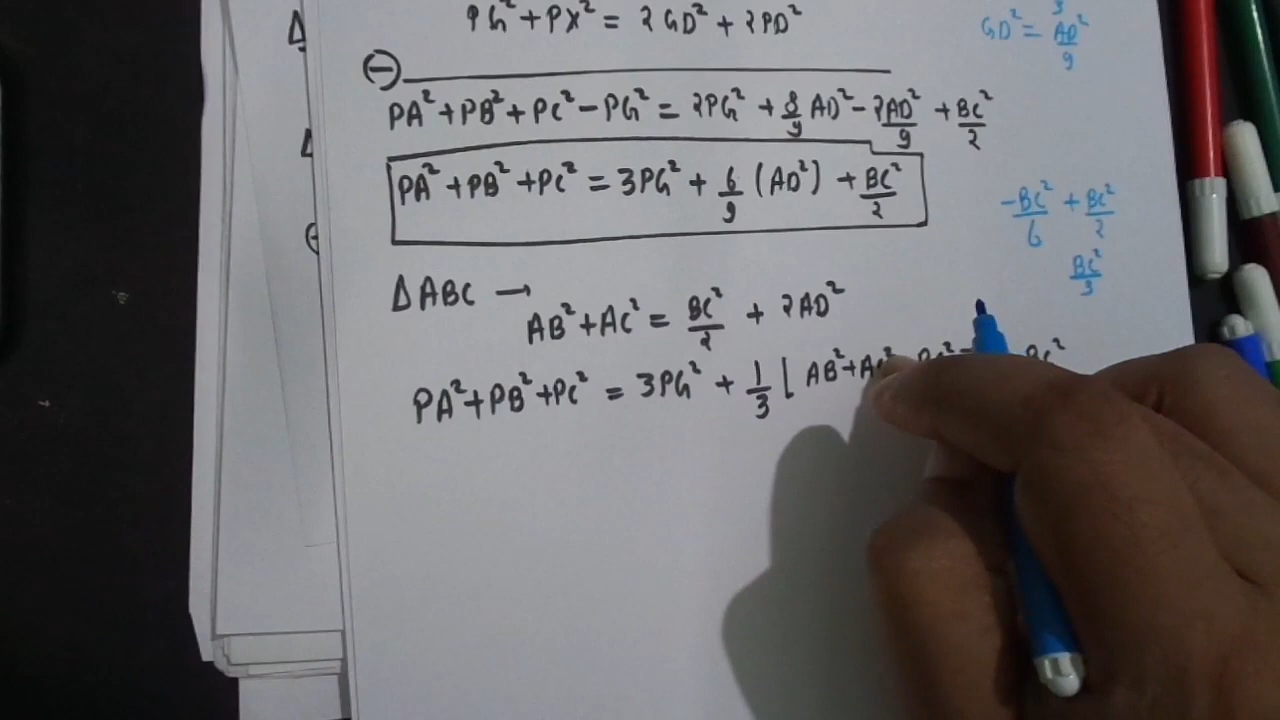 PG² + PX² = 2GD² + 2PD²
GD² = AD²/9
⊖
PA² + PB² + PC² - PG² = 2PG² + 8/9 AD² - 2AD²/9 + BC²/2
PA² + PB² + PC² = 3PG² + 6/9 (AD²) + BC²/2
-BC²/6 + BC²/2
BC²/3
ΔABC →
AB² + AC² = BC²/2 + 2AD²
PA² + PB² + PC² = 3PG² + 1/3 [ AB² + AC² BC²